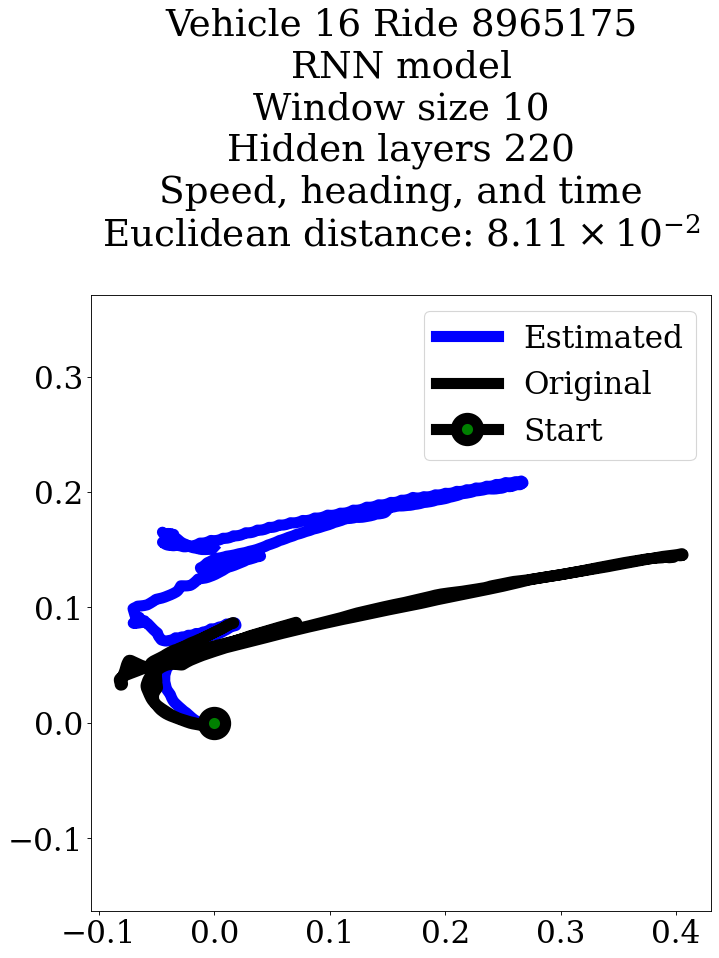 Vehicle 16 Ride 8965175
RNN model
Window size 10
Hidden layers 220
Speed, heading, and time
Euclidean distance: 8.11 × 10⁻²
Estimated
Original
Start
0.3
0.2
0.1
0.0
−0.1
−0.1 0.0 0.1 0.2 0.3 0.4